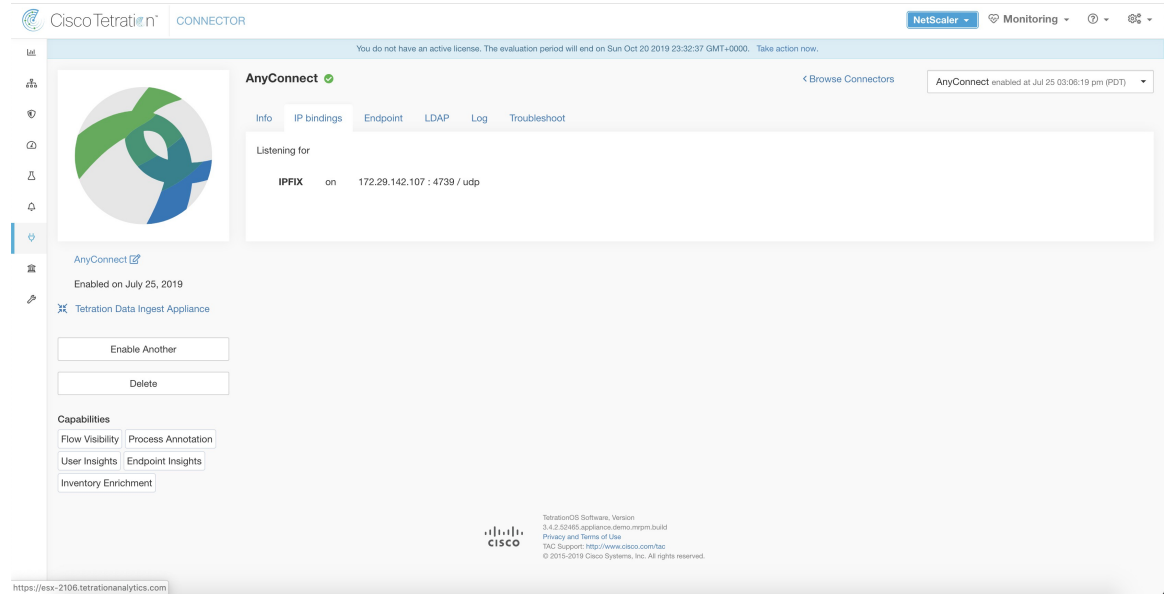 Cisco Tetration™ CONNECTOR NetScaler Monitoring
You do not have an active license. The evaluation period will end on Sun Oct 20 2019 23:32:37 GMT+0000. Take action now.
AnyConnect
Browse Connectors
AnyConnect enabled at Jul 25 03:06:19 pm (PDT)
Info IP bindings Endpoint LDAP Log Troubleshoot
Listening for
IPFIX on 172.29.142.107 : 4739 / udp
AnyConnect
Enabled on July 25, 2019
Tetration Data Ingest Appliance
Enable Another
Delete
Capabilities
Flow Visibility Process Annotation
User Insights Endpoint Insights
Inventory Enrichment
CISCO
TetrationOS Software, Version
3.4.2.52465.appliance.demo.mrpm.build
Privacy and Terms of Use
TAC Support: http://www.cisco.com/tac
© 2015-2019 Cisco Systems, Inc. All rights reserved.
https://esx-2106.tetrationanalytics.com